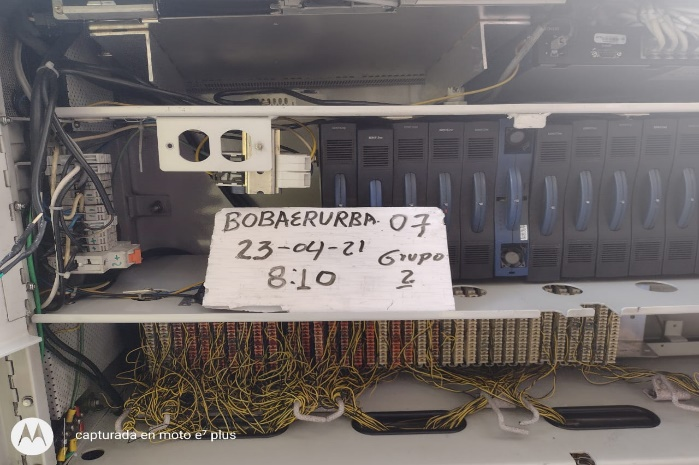 BOBAERURBA 07
23-04-21 Grupo
8:10 2
capturada en moto e⁷ plus